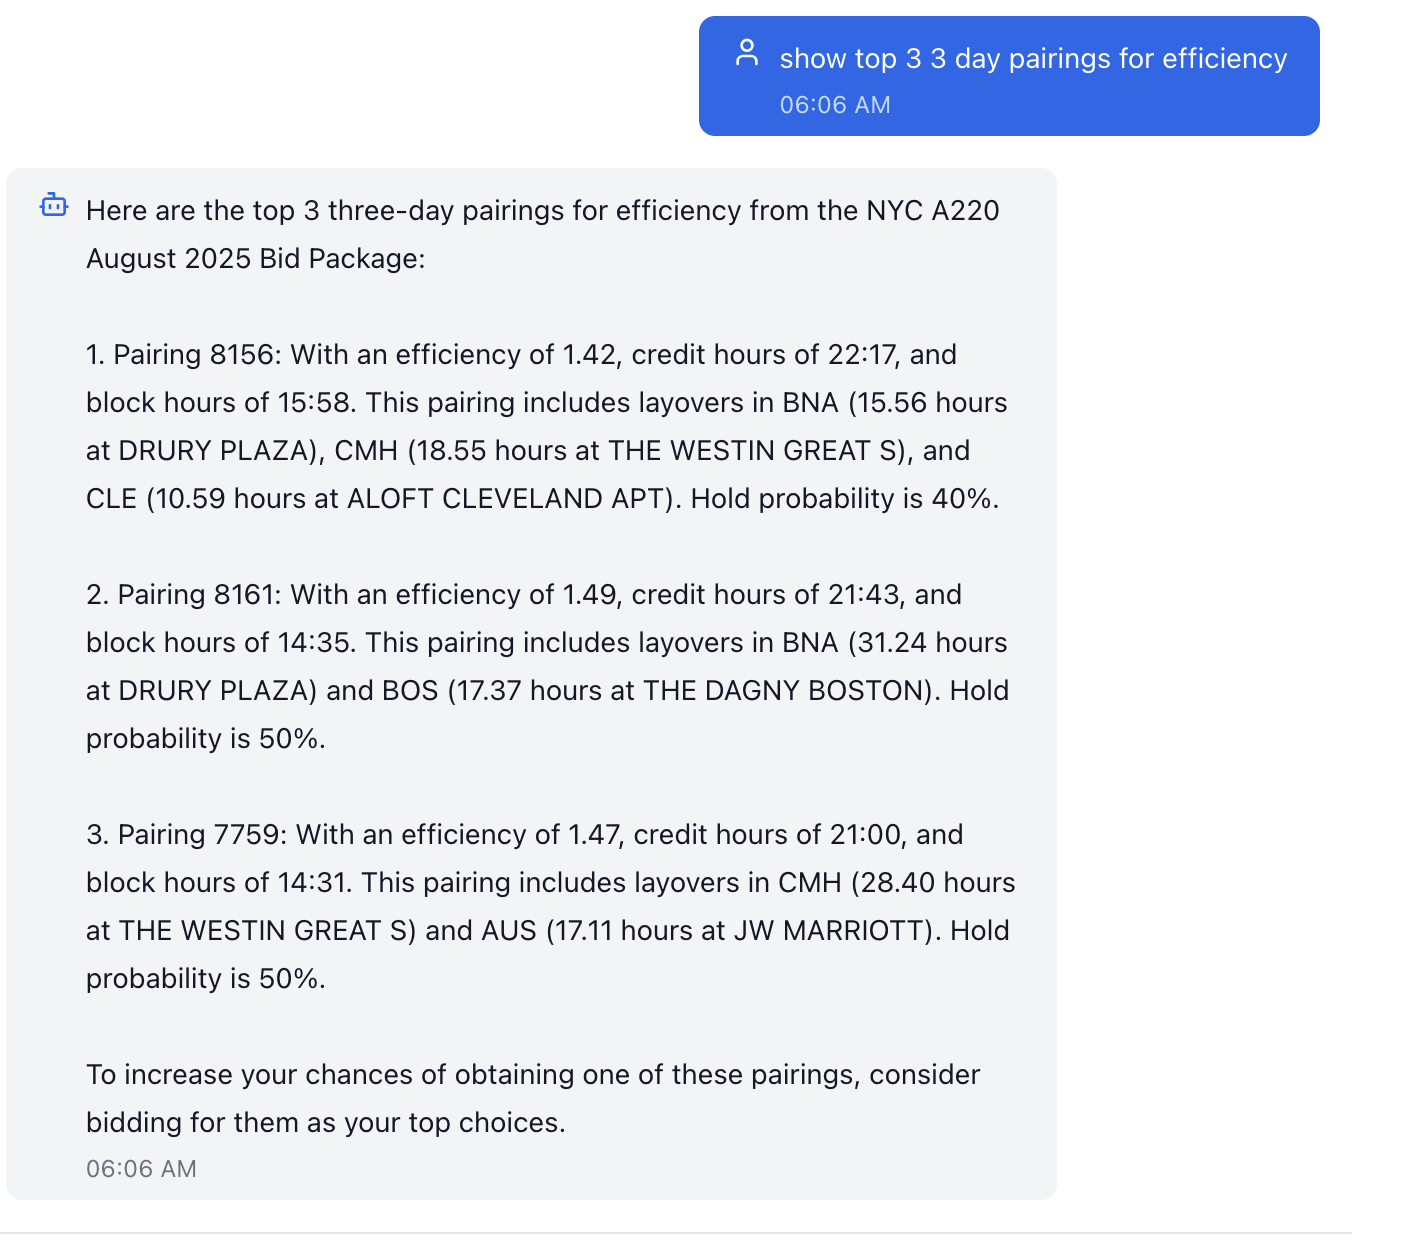 show top 3 3 day pairings for efficiency
06:06 AM
Here are the top 3 three-day pairings for efficiency from the NYC A220
August 2025 Bid Package:
1. Pairing 8156: With an efficiency of 1.42, credit hours of 22:17, and
block hours of 15:58. This pairing includes layovers in BNA (15.56 hours
at DRURY PLAZA), CMH (18.55 hours at THE WESTIN GREAT S), and
CLE (10.59 hours at ALOFT CLEVELAND APT). Hold probability is 40%.
2. Pairing 8161: With an efficiency of 1.49, credit hours of 21:43, and
block hours of 14:35. This pairing includes layovers in BNA (31.24 hours
at DRURY PLAZA) and BOS (17.37 hours at THE DAGNY BOSTON). Hold
probability is 50%.
3. Pairing 7759: With an efficiency of 1.47, credit hours of 21:00, and
block hours of 14:31. This pairing includes layovers in CMH (28.40 hours
at THE WESTIN GREAT S) and AUS (17.11 hours at JW MARRIOTT). Hold
probability is 50%.
To increase your chances of obtaining one of these pairings, consider
bidding for them as your top choices.
06:06 AM